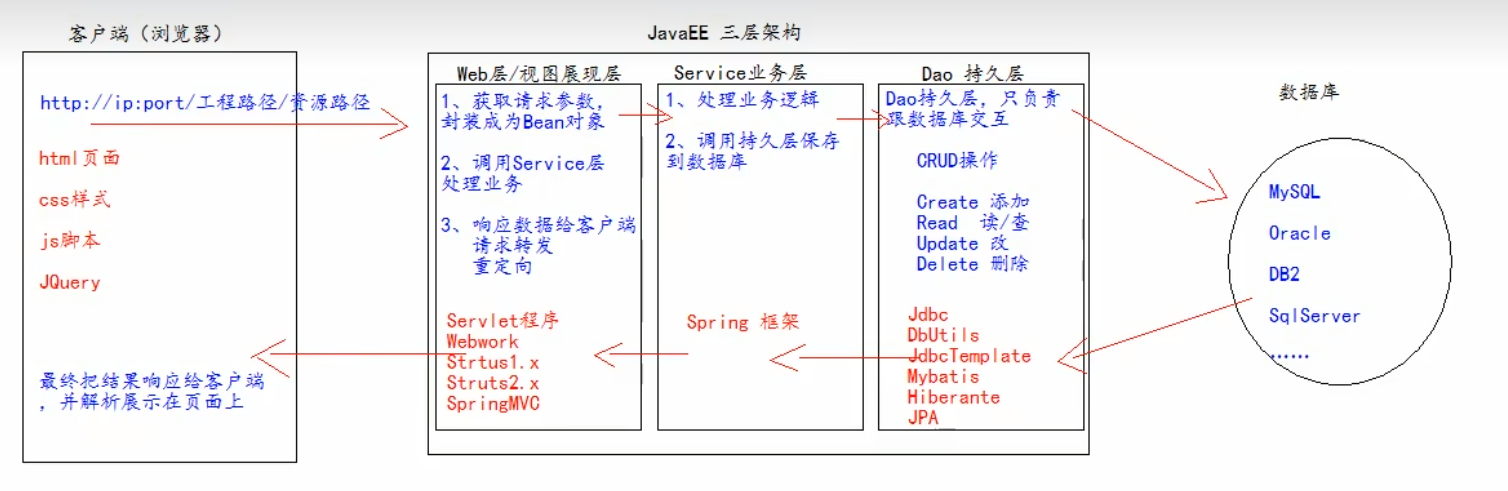 客户端（浏览器）
http://ip:port/工程路径/资源路径
html页面
css样式
js脚本
JQuery
最终把结果响应给客户端
，并解析展示在页面上
JavaEE 三层架构
Web层/视图展现层
1、获取请求参数，
封装成为Bean对象
2、调用Service层
处理业务
3、响应数据给客户端
请求转发
重定向
Servlet程序
Webwork
Strtus1.x
Struts2.x
SpringMVC
Service业务层
1、处理业务逻辑
2、调用持久层保存
到数据库
Spring 框架
Dao 持久层
Dao持久层，只负责
跟数据库交互
CRUD操作
Create 添加
Read 读/查
Update 改
Delete 删除
Jdbc
DbUtils
JdbcTemplate
Mybatis
Hiberante
JPA
数据库
MySQL
Oracle
DB2
SqlServer
......